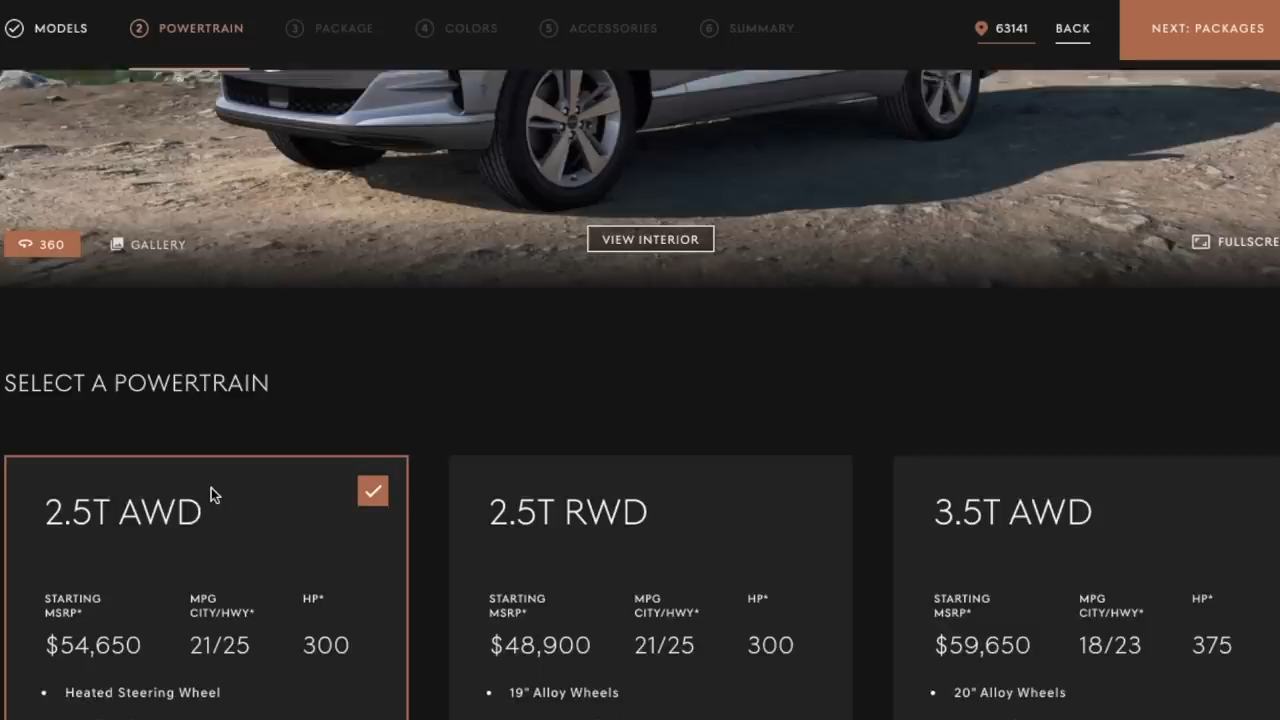 MODELS
2 POWERTRAIN
3 PACKAGE
4 COLORS
5 ACCESSORIES
6 SUMMARY
63141
BACK
NEXT: PACKAGES
360
GALLERY
VIEW INTERIOR
FULLSCRE
SELECT A POWERTRAIN
2.5T AWD
STARTING MSRP*
MPG CITY/HWY*
HP*
$54,650
21/25
300
• Heated Steering Wheel
2.5T RWD
STARTING MSRP*
MPG CITY/HWY*
HP*
$48,900
21/25
300
• 19" Alloy Wheels
3.5T AWD
STARTING MSRP*
MPG CITY/HWY*
HP*
$59,650
18/23
375
• 20" Alloy Wheels